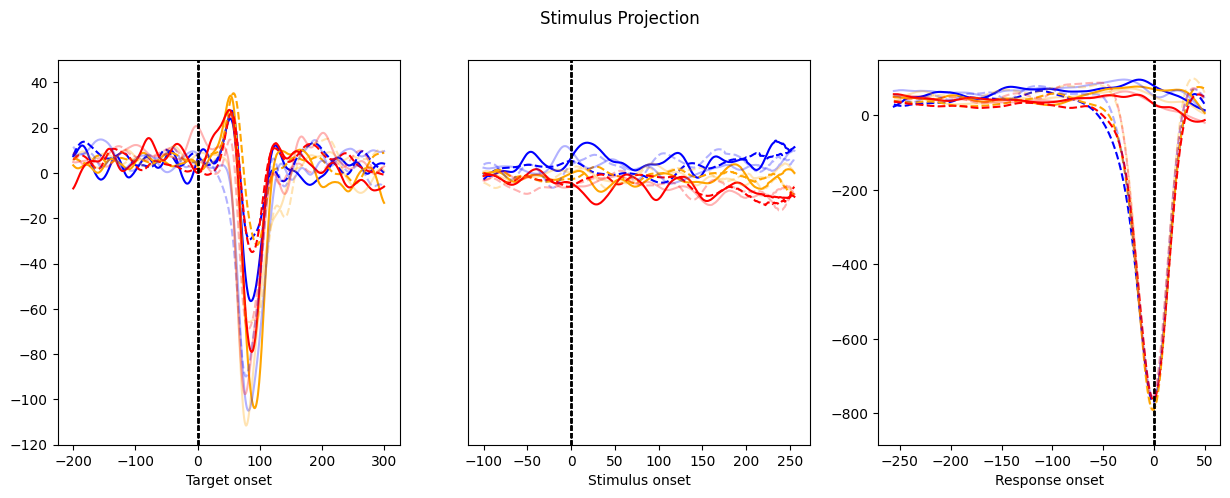 Stimulus Projection
40
20
0
−20
−40
−60
−80
−100
−120
−200 −100 0 100 200 300
Target onset
−100 −50 0 50 100 150 200 250
Stimulus onset
0
−200
−400
−600
−800
−250 −200 −150 −100 −50 0 50
Response onset